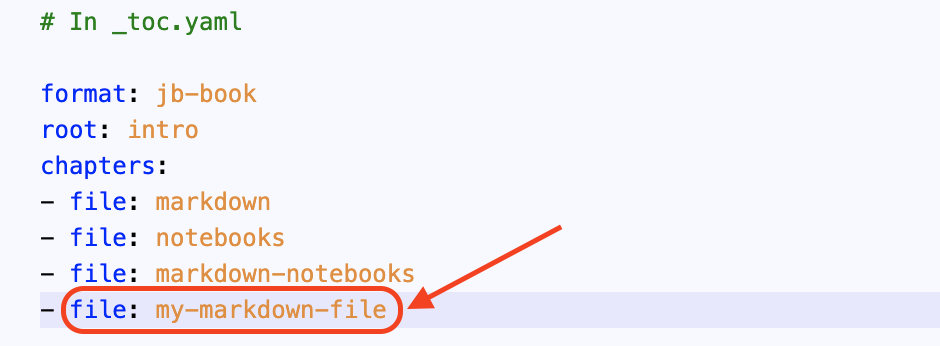 # In _toc.yaml
format: jb-book
root: intro
chapters:
- file: markdown
- file: notebooks
- file: markdown-notebooks
- file: my-markdown-file